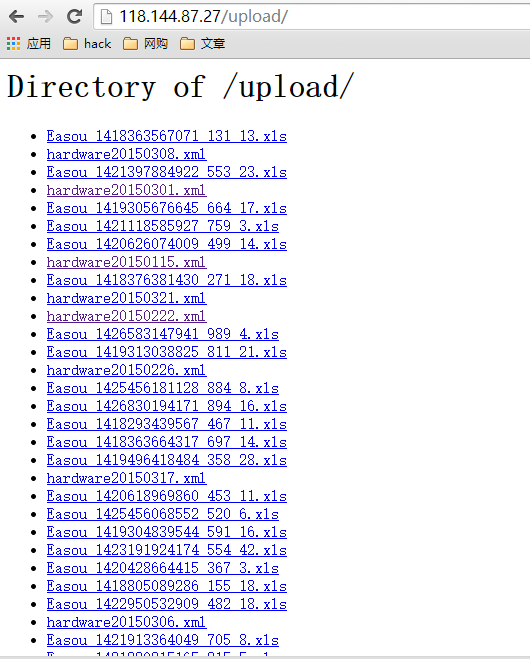 118.144.87.27/upload/
应用 hack 网购 文章
Directory of /upload/
Easou_1418363567071_131_13.xls
hardware20150308.xml
Easou_1421397884922_553_23.xls
hardware20150301.xml
Easou_1419305676645_664_17.xls
Easou_1421118585927_759_3.xls
Easou_1420626074009_499_14.xls
hardware20150115.xml
Easou_1418376381430_271_18.xls
hardware20150321.xml
hardware20150222.xml
Easou_1426583147941_989_4.xls
Easou_1419313038825_811_21.xls
hardware20150226.xml
Easou_1425456181128_884_8.xls
Easou_1426830194171_894_16.xls
Easou_1418293439567_467_11.xls
Easou_1418363664317_697_14.xls
Easou_1419496418484_358_28.xls
hardware20150317.xml
Easou_1420618969860_453_11.xls
Easou_1425456068552_520_6.xls
Easou_1419304839544_591_16.xls
Easou_1423191924174_554_42.xls
Easou_1420428664415_367_3.xls
Easou_1418805089286_155_18.xls
Easou_1422950532909_482_18.xls
hardware20150306.xml
Easou_1421913364049_705_8.xls